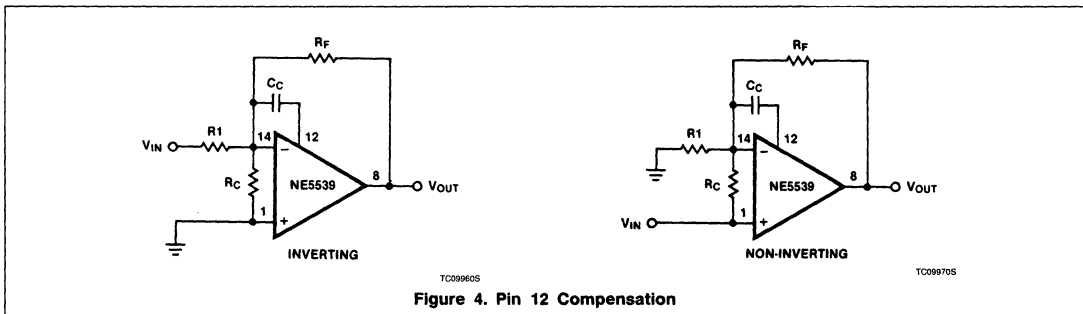 RF
CC
R1
14
12
VIN
−
RC
NE5539
8
VOUT
1
+
INVERTING
TC09960S
RF
CC
R1
14
12
−
RC
NE5539
8
VOUT
1
VIN
+
NON-INVERTING
TC09970S
Figure 4. Pin 12 Compensation